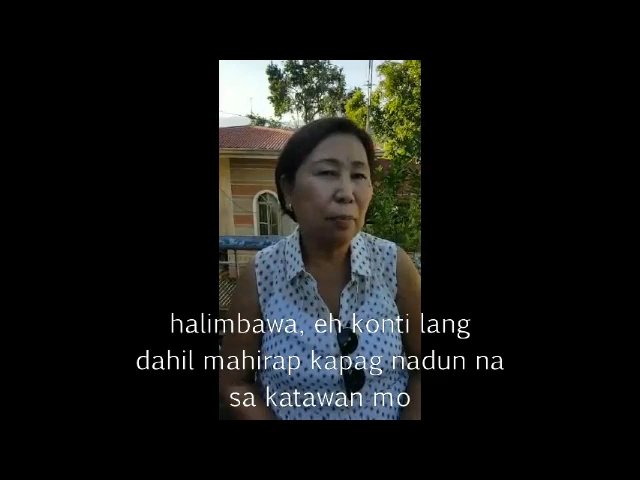 halimbawa, eh konti lang
dahil mahirap kapag nadun na
sa katawan mo